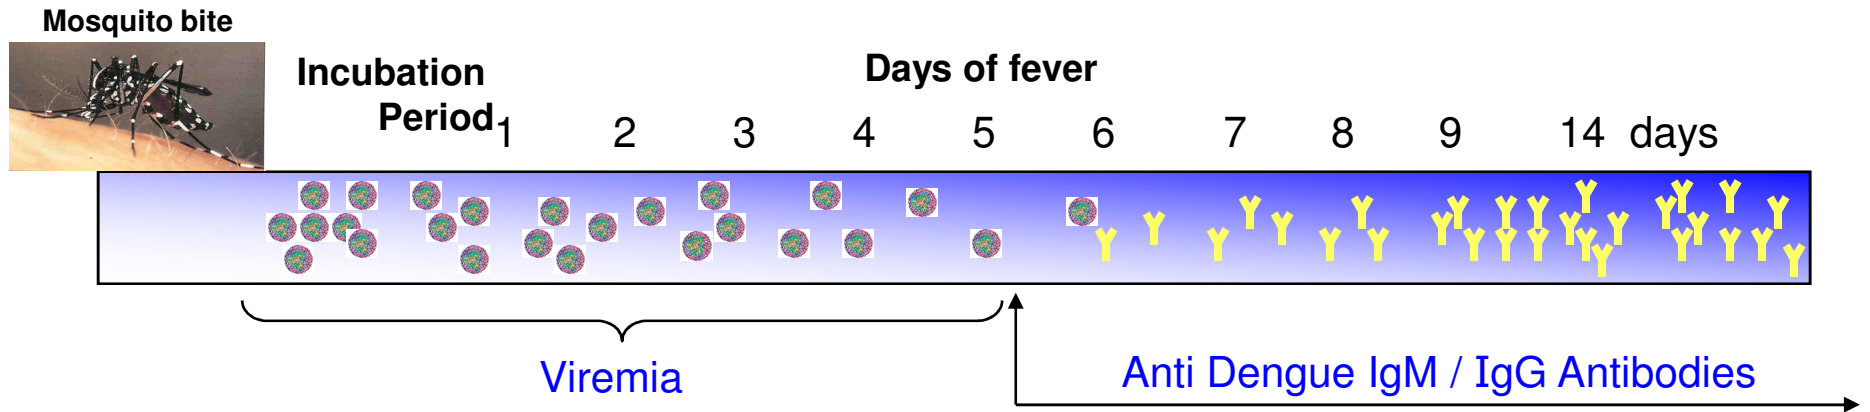 Mosquito bite
Incubation
Period
Days of fever
1 2 3 4 5 6 7 8 9 14 days
Viremia
Anti Dengue IgM / IgG Antibodies